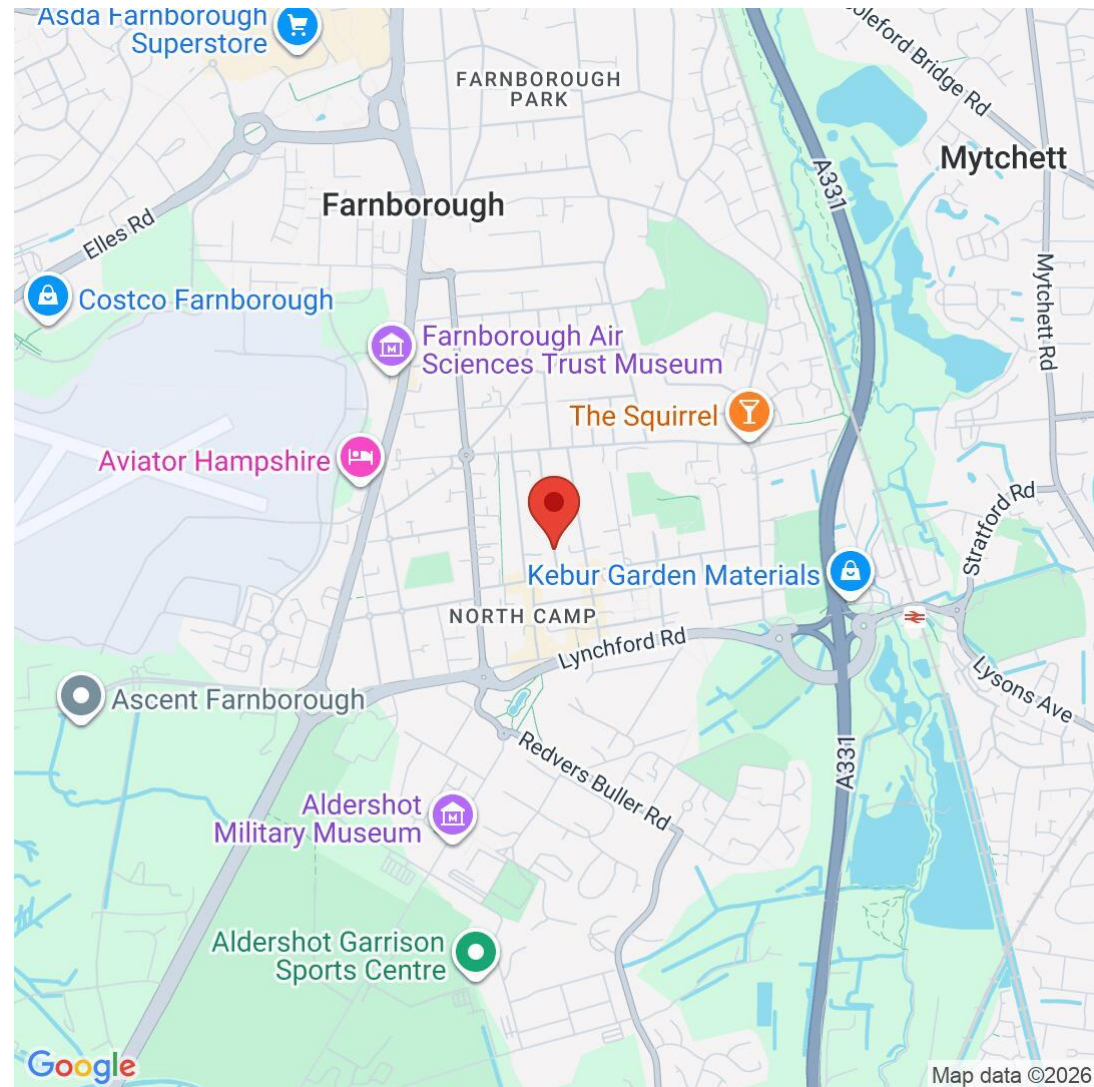 Asda Farnborough
Superstore
FARNBOROUGH
PARK
Bridge Rd
Mytchett
A331
Farnborough
Elles Rd
Mytchett Rd
Costco Farnborough
Farnborough Air
Sciences Trust Museum
The Squirrel
Aviator Hampshire
Stratford Rd
Kebur Garden Materials
NORTH CAMP
Lynchford Rd
Lysons Ave
Ascent Farnborough
Redvers Buller Rd
A331
Aldershot
Military Museum
Aldershot Garrison
Sports Centre
Google
Map data ©2026